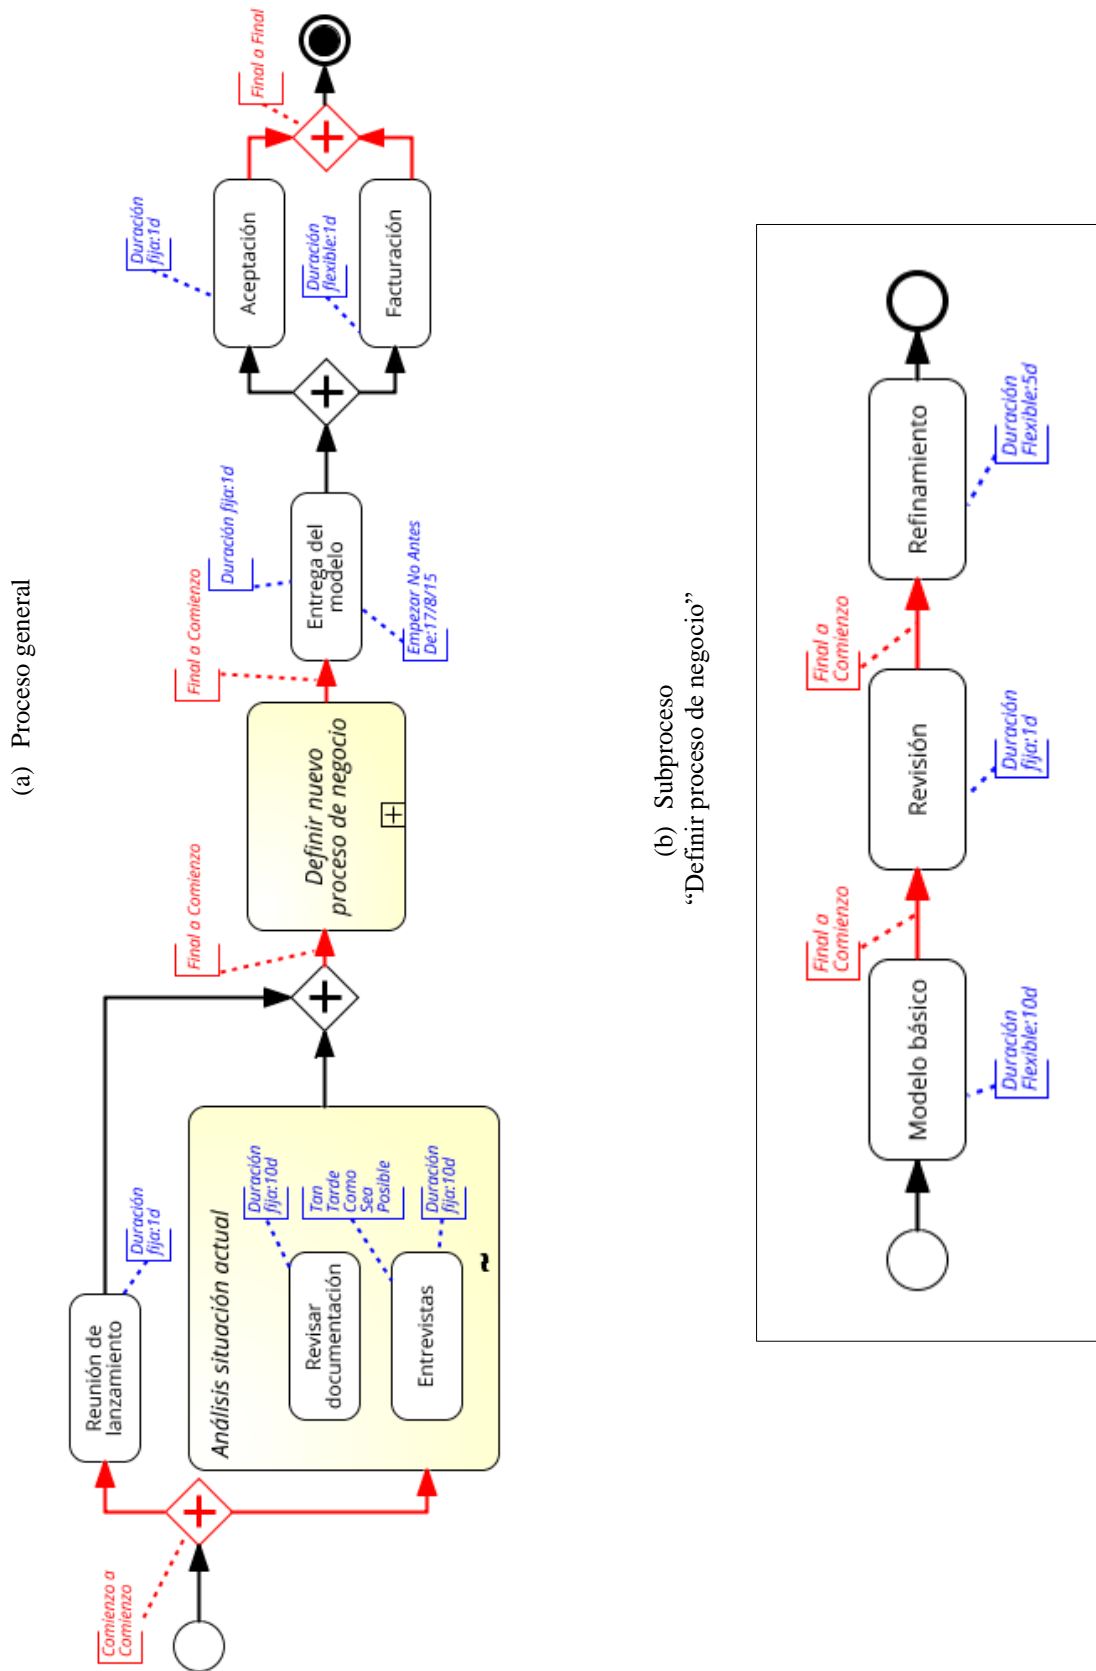 (a) Proceso general
Comienzo a
Comienzo
Reunión de
lanzamiento
Duración
fija:1d
Análisis situación actual
Revisar
documentación
Duración
fija:10d
Entrevistas
Tan
Tarde
Como
Sea
Posible
Duración
fija:10d
~
Final a Comienzo
Definir nuevo
proceso de negocio
Final a Comienzo
Entrega del
modelo
Duración fija:1d
Empezar No Antes
De:17/8/15
Aceptación
Duración
fija:1d
Facturación
Duración
flexible:1d
Final a Final
(b) Subproceso
“Definir proceso de negocio”
Modelo básico
Duración
Flexible:10d
Final a
Comienzo
Revisión
Duración
fija:1d
Final a
Comienzo
Refinamiento
Duración
Flexible:5d